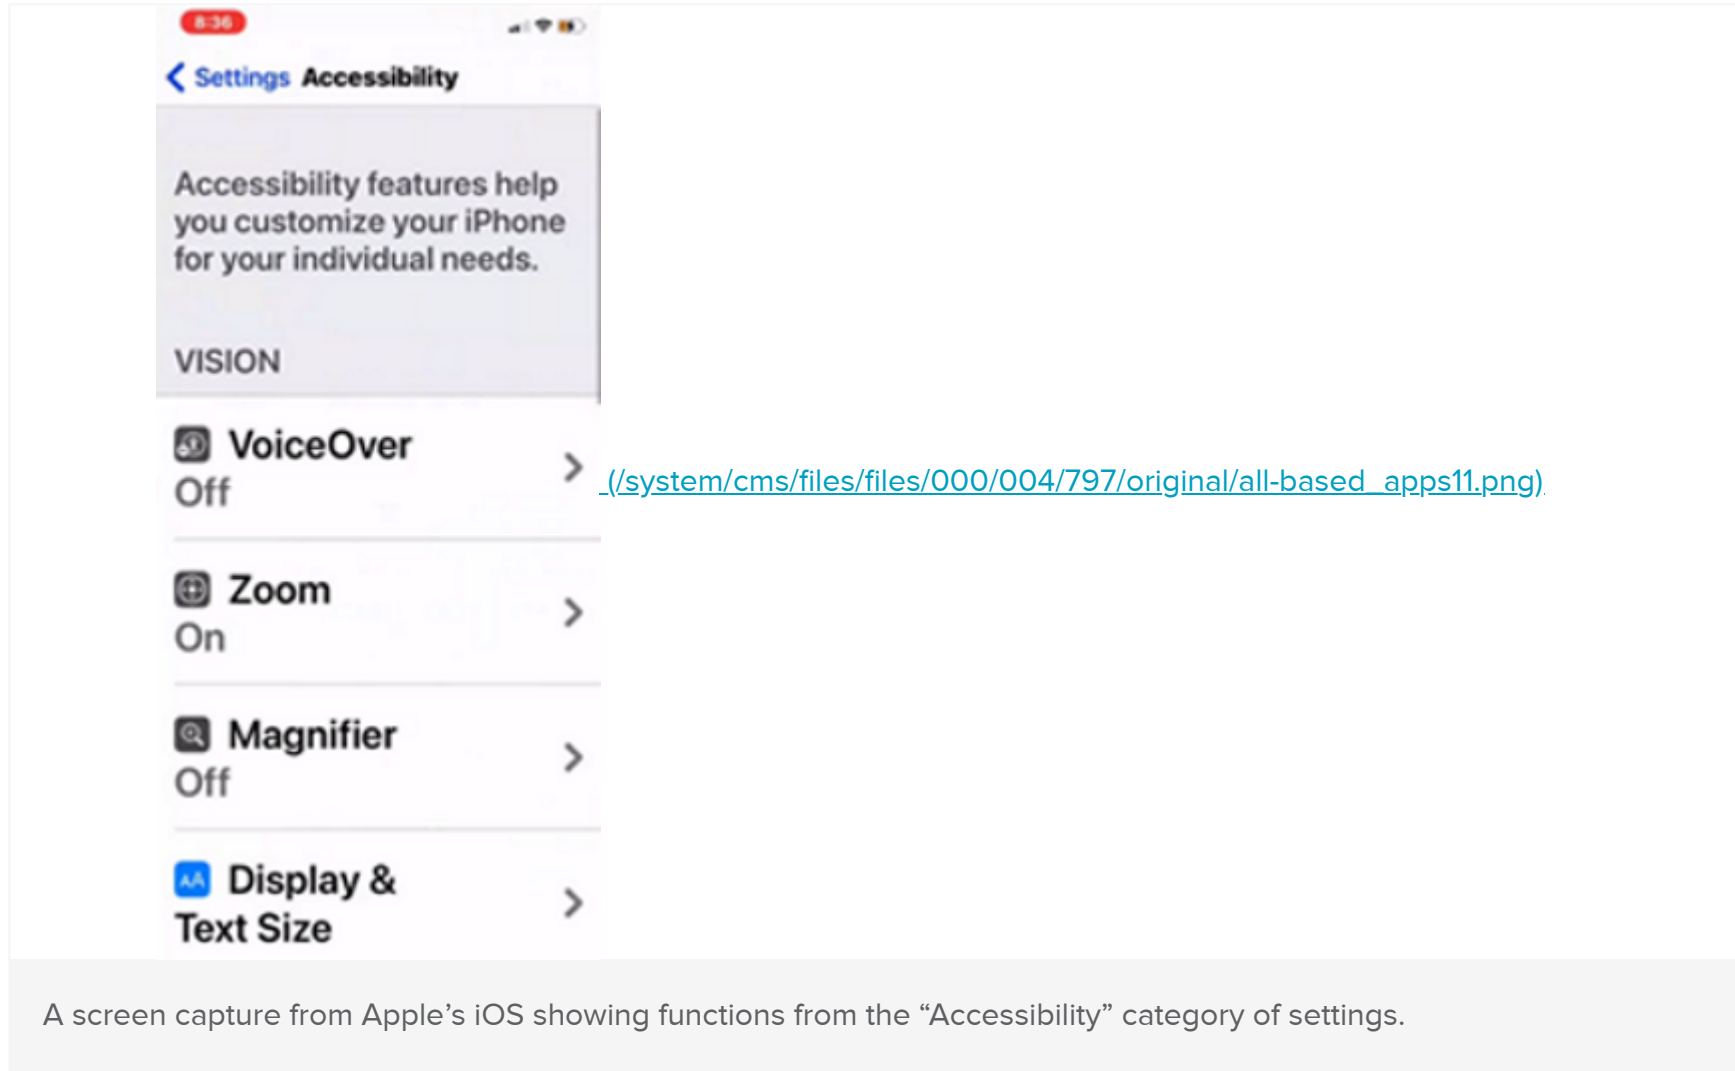 8:36
Settings Accessibility
Accessibility features help
you customize your iPhone
for your individual needs.
VISION
VoiceOver
Off
(/system/cms/files/files/000/004/797/original/all-based_apps11.png)
Zoom
On
Magnifier
Off
AA Display &
Text Size
A screen capture from Apple’s iOS showing functions from the “Accessibility” category of settings.